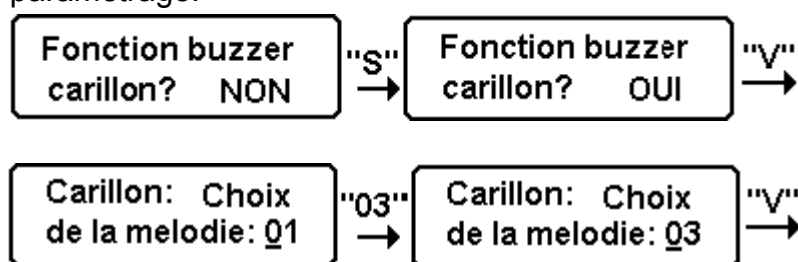 paramétrage.
Fonction buzzer
carillon? NON
"S"
Fonction buzzer
carillon? OUI
"V"
Carillon: Choix
de la melodie: 01
"03"
Carillon: Choix
de la melodie: 03
"V"